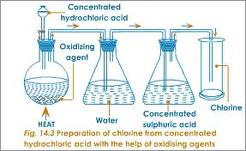 Concentrated
hydrochloric acid
Oxidizing
agent
HEAT
Water
Concentrated
sulphuric acid
Chlorine
Fig. 14.3 Preparation of chlorine from concentrated
hydrochloric acid with the help of oxidising agents